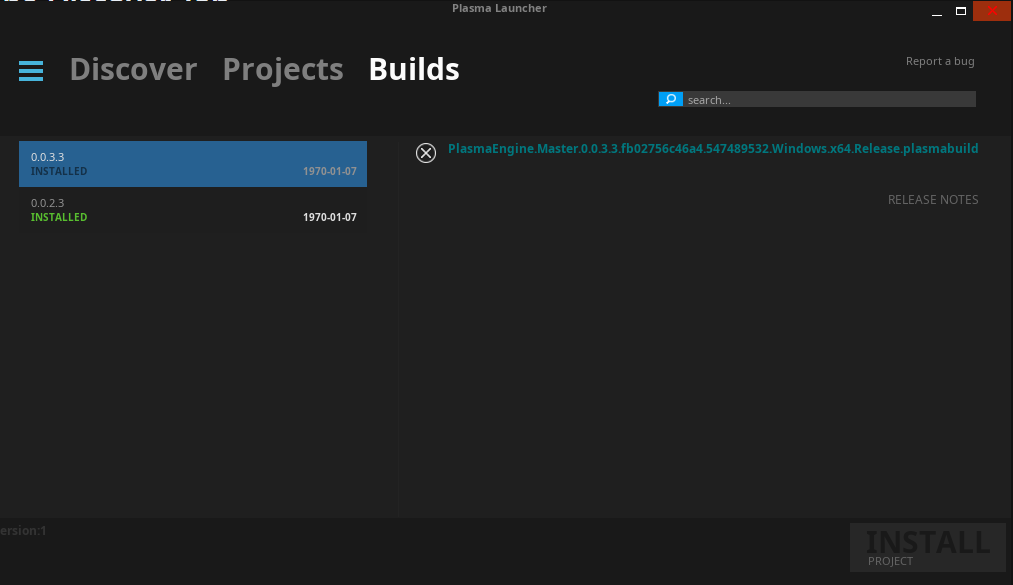 Plasma Launcher
Discover Projects Builds
Report a bug
search...
0.0.3.3
INSTALLED 1970-01-07
0.0.2.3
INSTALLED 1970-01-07
PlasmaEngine.Master.0.0.3.3.fb02756c46a4.547489532.Windows.x64.Release.plasmabuild
RELEASE NOTES
ersion:1
INSTALL
PROJECT